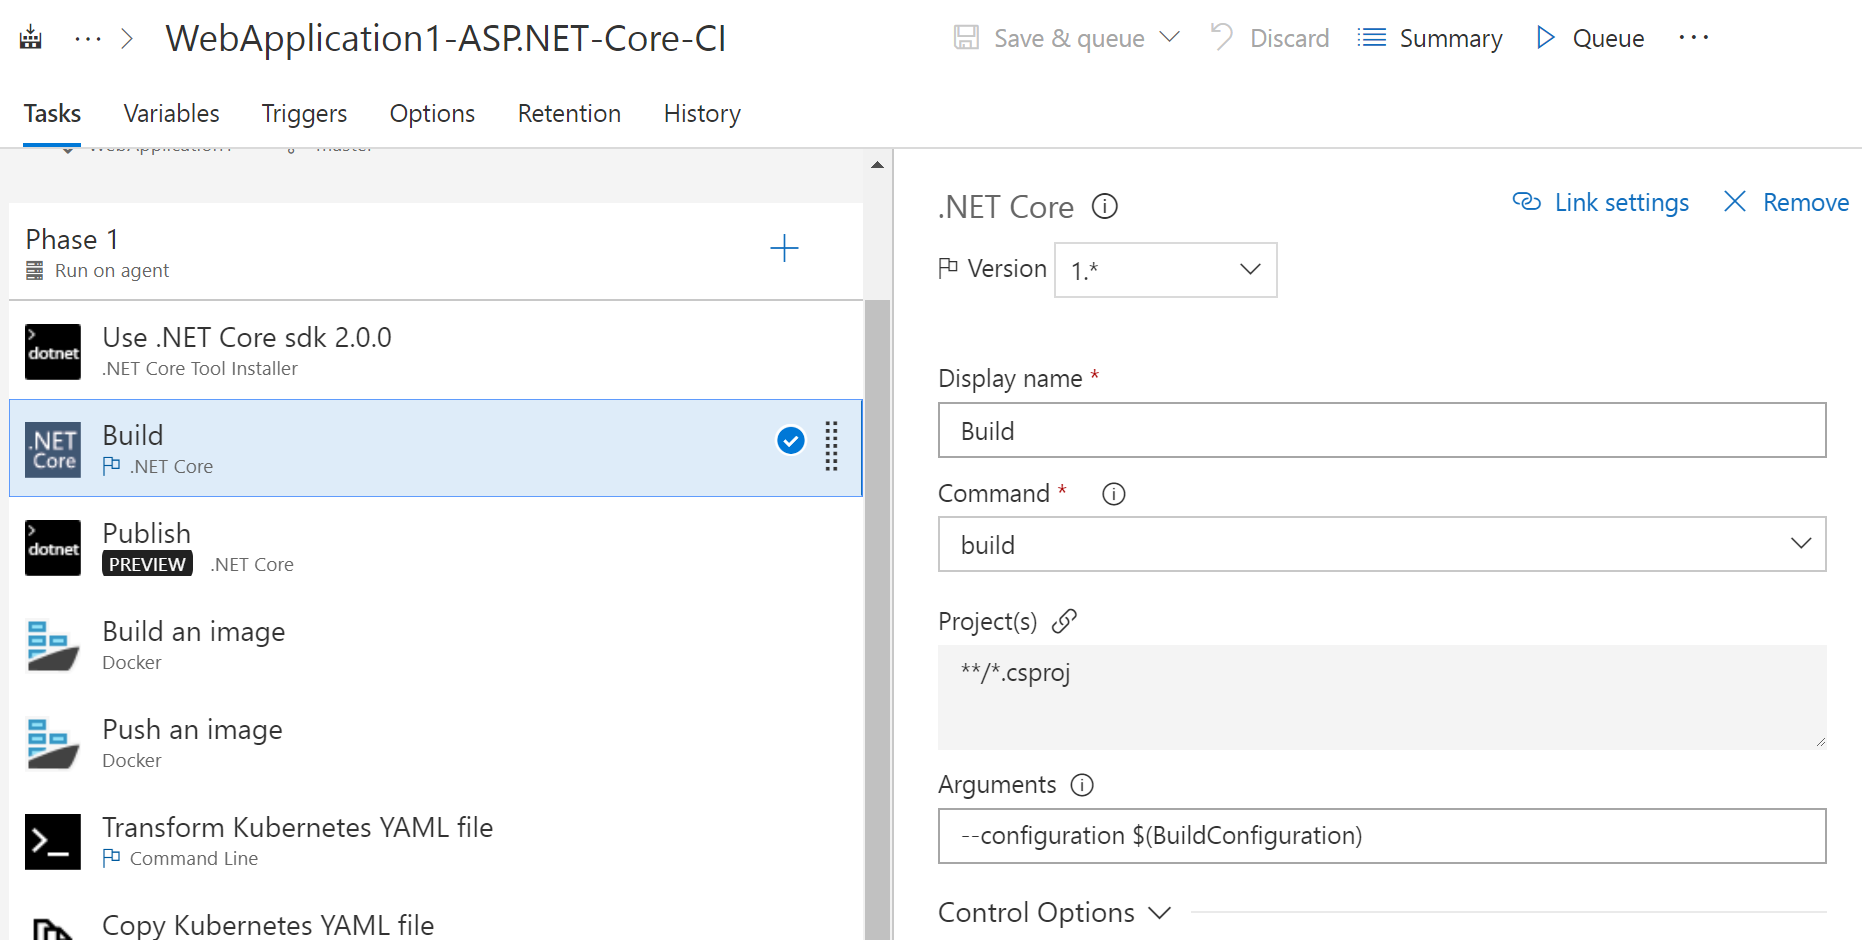 ··· > WebApplication1-ASP.NET-Core-CI
Save & queue Discard Summary Queue ···
Tasks Variables Triggers Options Retention History
WebApplication1 master
Phase 1
Run on agent
Use .NET Core sdk 2.0.0
>dotnet
.NET Core Tool Installer
Build
.NET Core
.NET Core
Publish
>dotnet
PREVIEW .NET Core
Build an image
Docker
Push an image
Docker
Transform Kubernetes YAML file
>_
Command Line
Copy Kubernetes YAML file
.NET Core
Link settings Remove
Version 1.*
Display name *
Build
Command *
build
Project(s)
**/*.csproj
Arguments
--configuration $(BuildConfiguration)
Control Options